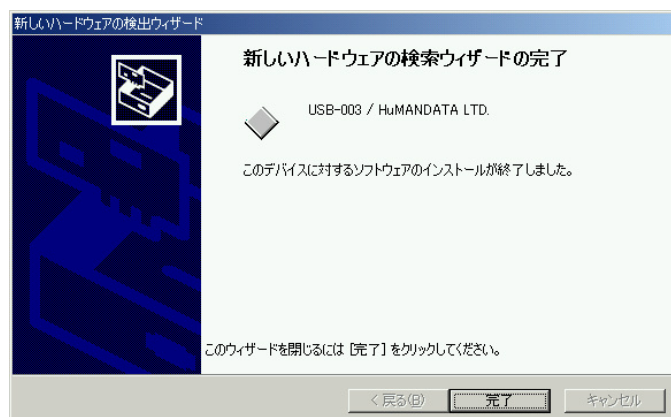 新しいハードウェアの検出ウィザード
新しいハードウェアの検索ウィザードの完了
USB-003 / HuMANDATA LTD.
このデバイスに対するソフトウェアのインストールが終了しました。
このウィザードを閉じるには [完了] をクリックしてください。
< 戻る(B)
完了
キャンセル